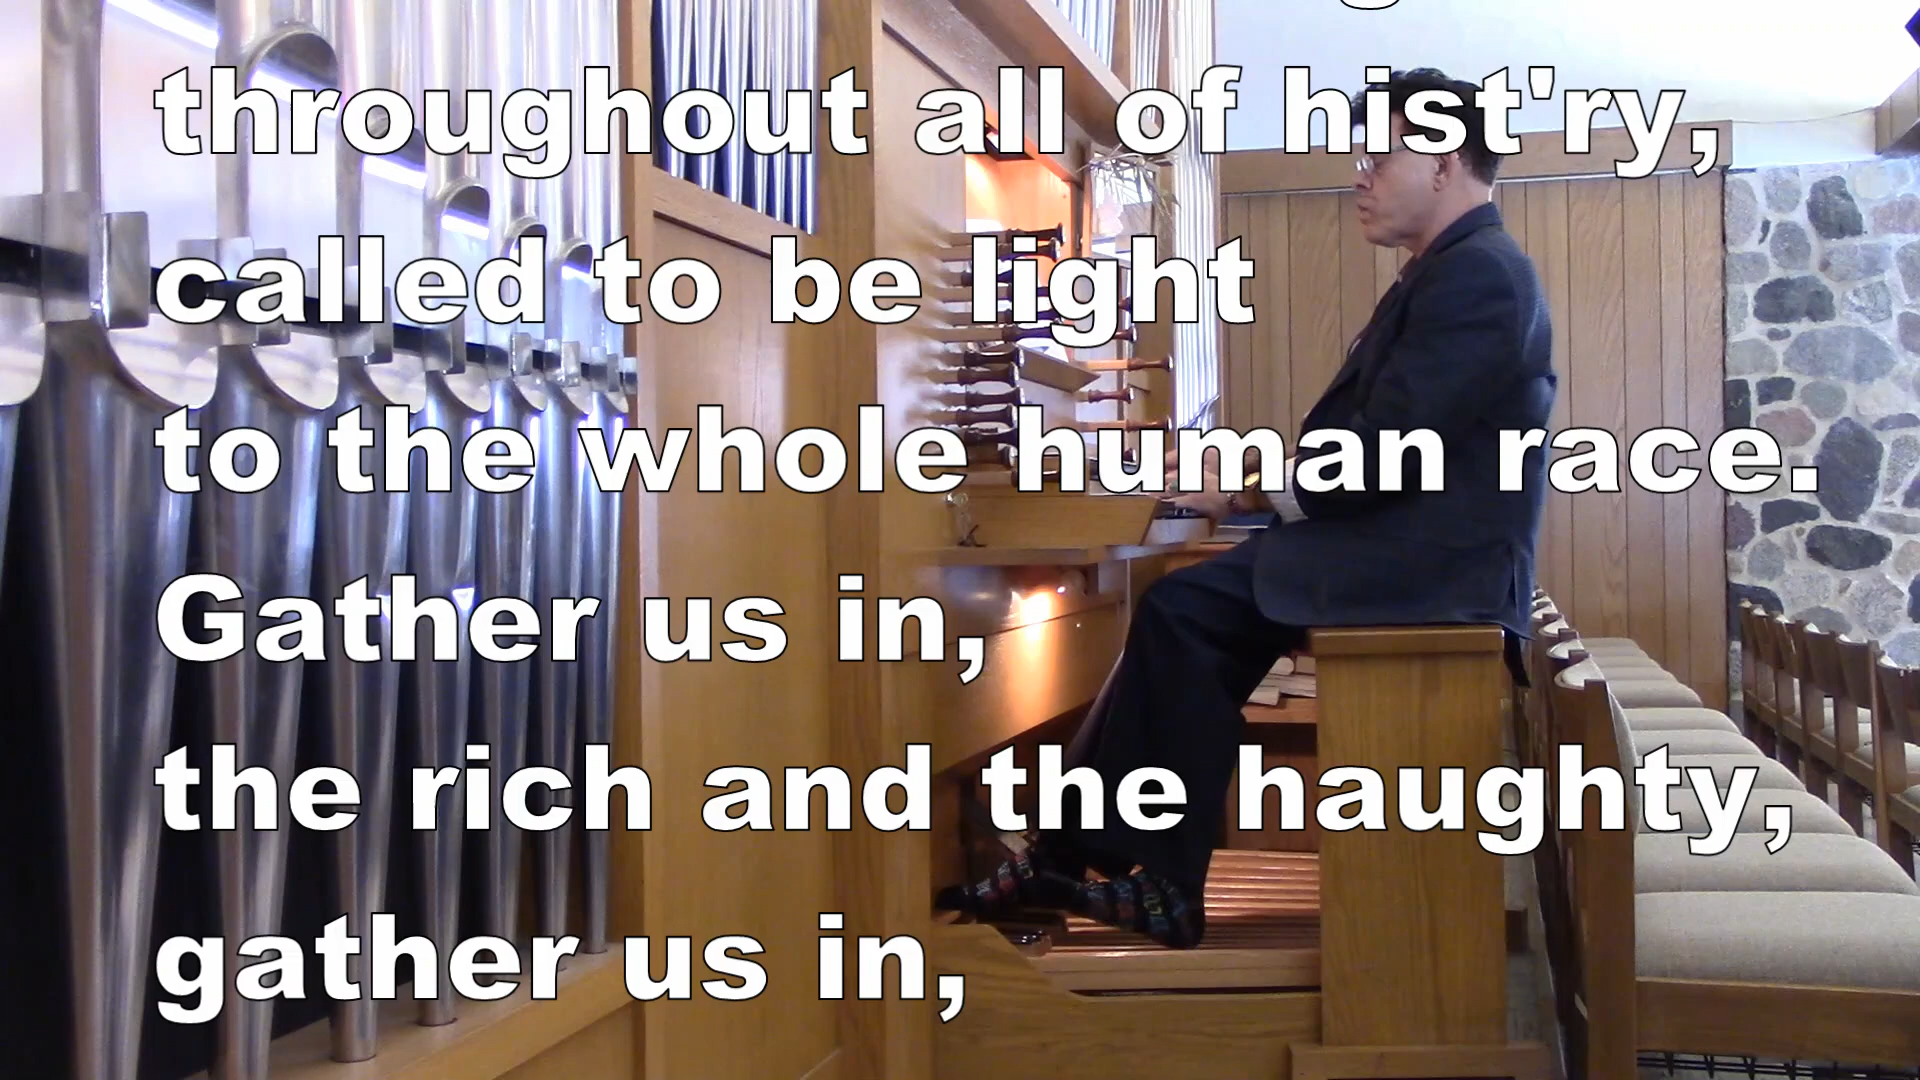 throughout all of hist'ry,
called to be light
to the whole human race.
Gather us in,
the rich and the haughty,
gather us in,